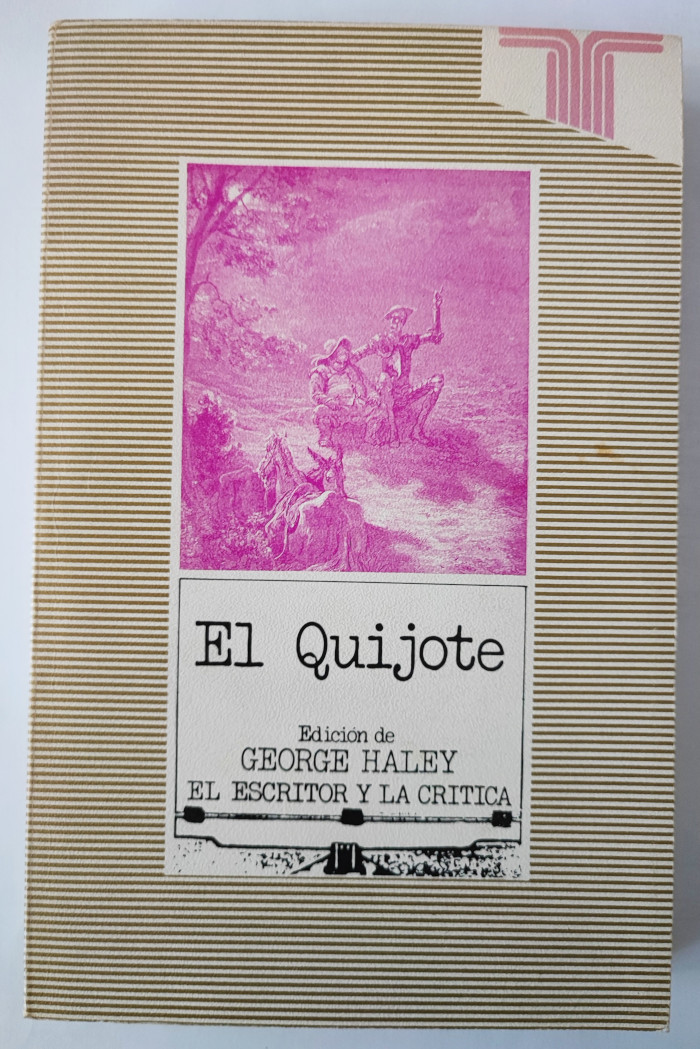 El Quijote
Edición de
GEORGE HALEY
EL ESCRITOR Y LA CRITICA